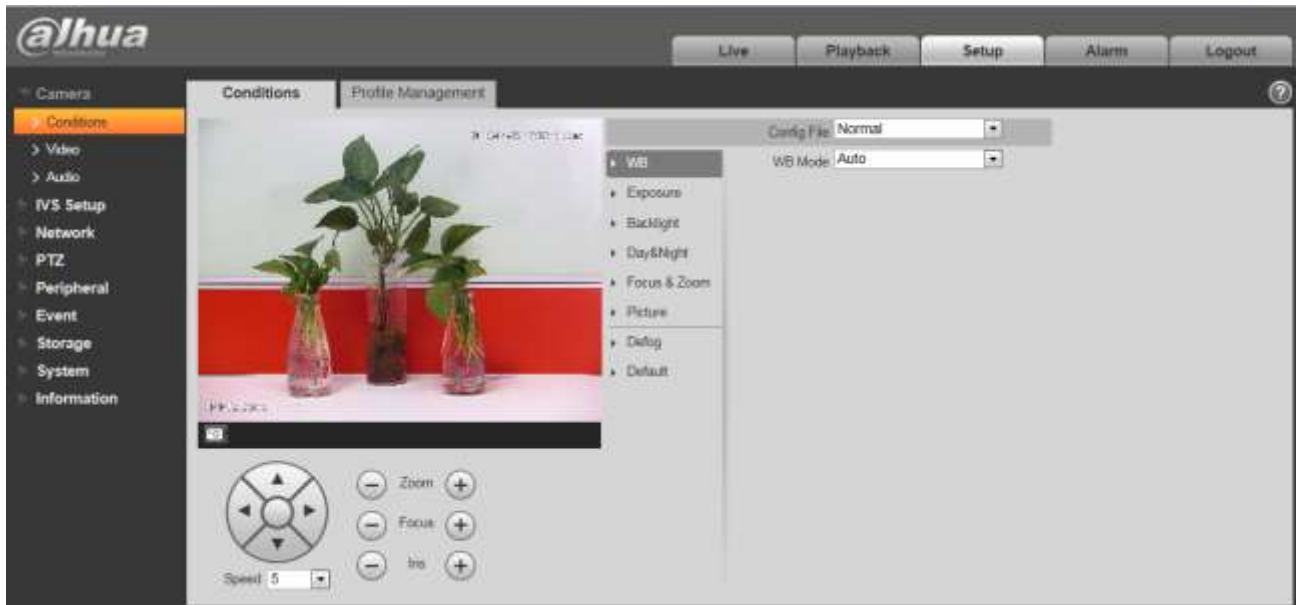 alhua
Live
Playback
Setup
Alarm
Logout
Camera
Conditions
Video
Audio
IVS Setup
Network
PTZ
Peripheral
Event
Storage
System
Information
Conditions
Profile Management
Config File Normal
WB Mode Auto
WB
Exposure
Backlight
Day&Night
Focus & Zoom
Picture
Defog
Default
Zoom
Focus
Iris
Speed 5